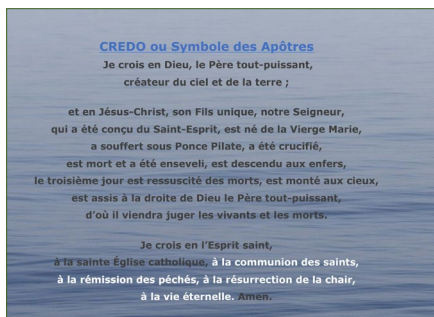 CREDO ou Symbole des Apôtres
Je crois en Dieu, le Père tout-puissant,
créateur du ciel et de la terre ;
et en Jésus-Christ, son Fils unique, notre Seigneur,
qui a été conçu du Saint-Esprit, est né de la Vierge Marie,
a souffert sous Ponce Pilate, a été crucifié,
est mort et a été enseveli, est descendu aux enfers,
le troisième jour est ressuscité des morts, est monté aux cieux,
est assis à la droite de Dieu le Père tout-puissant,
d'où il viendra juger les vivants et les morts.
Je crois en l'Esprit saint,
à la sainte Église catholique, à la communion des saints,
à la rémission des péchés, à la résurrection de la chair,
à la vie éternelle. Amen.